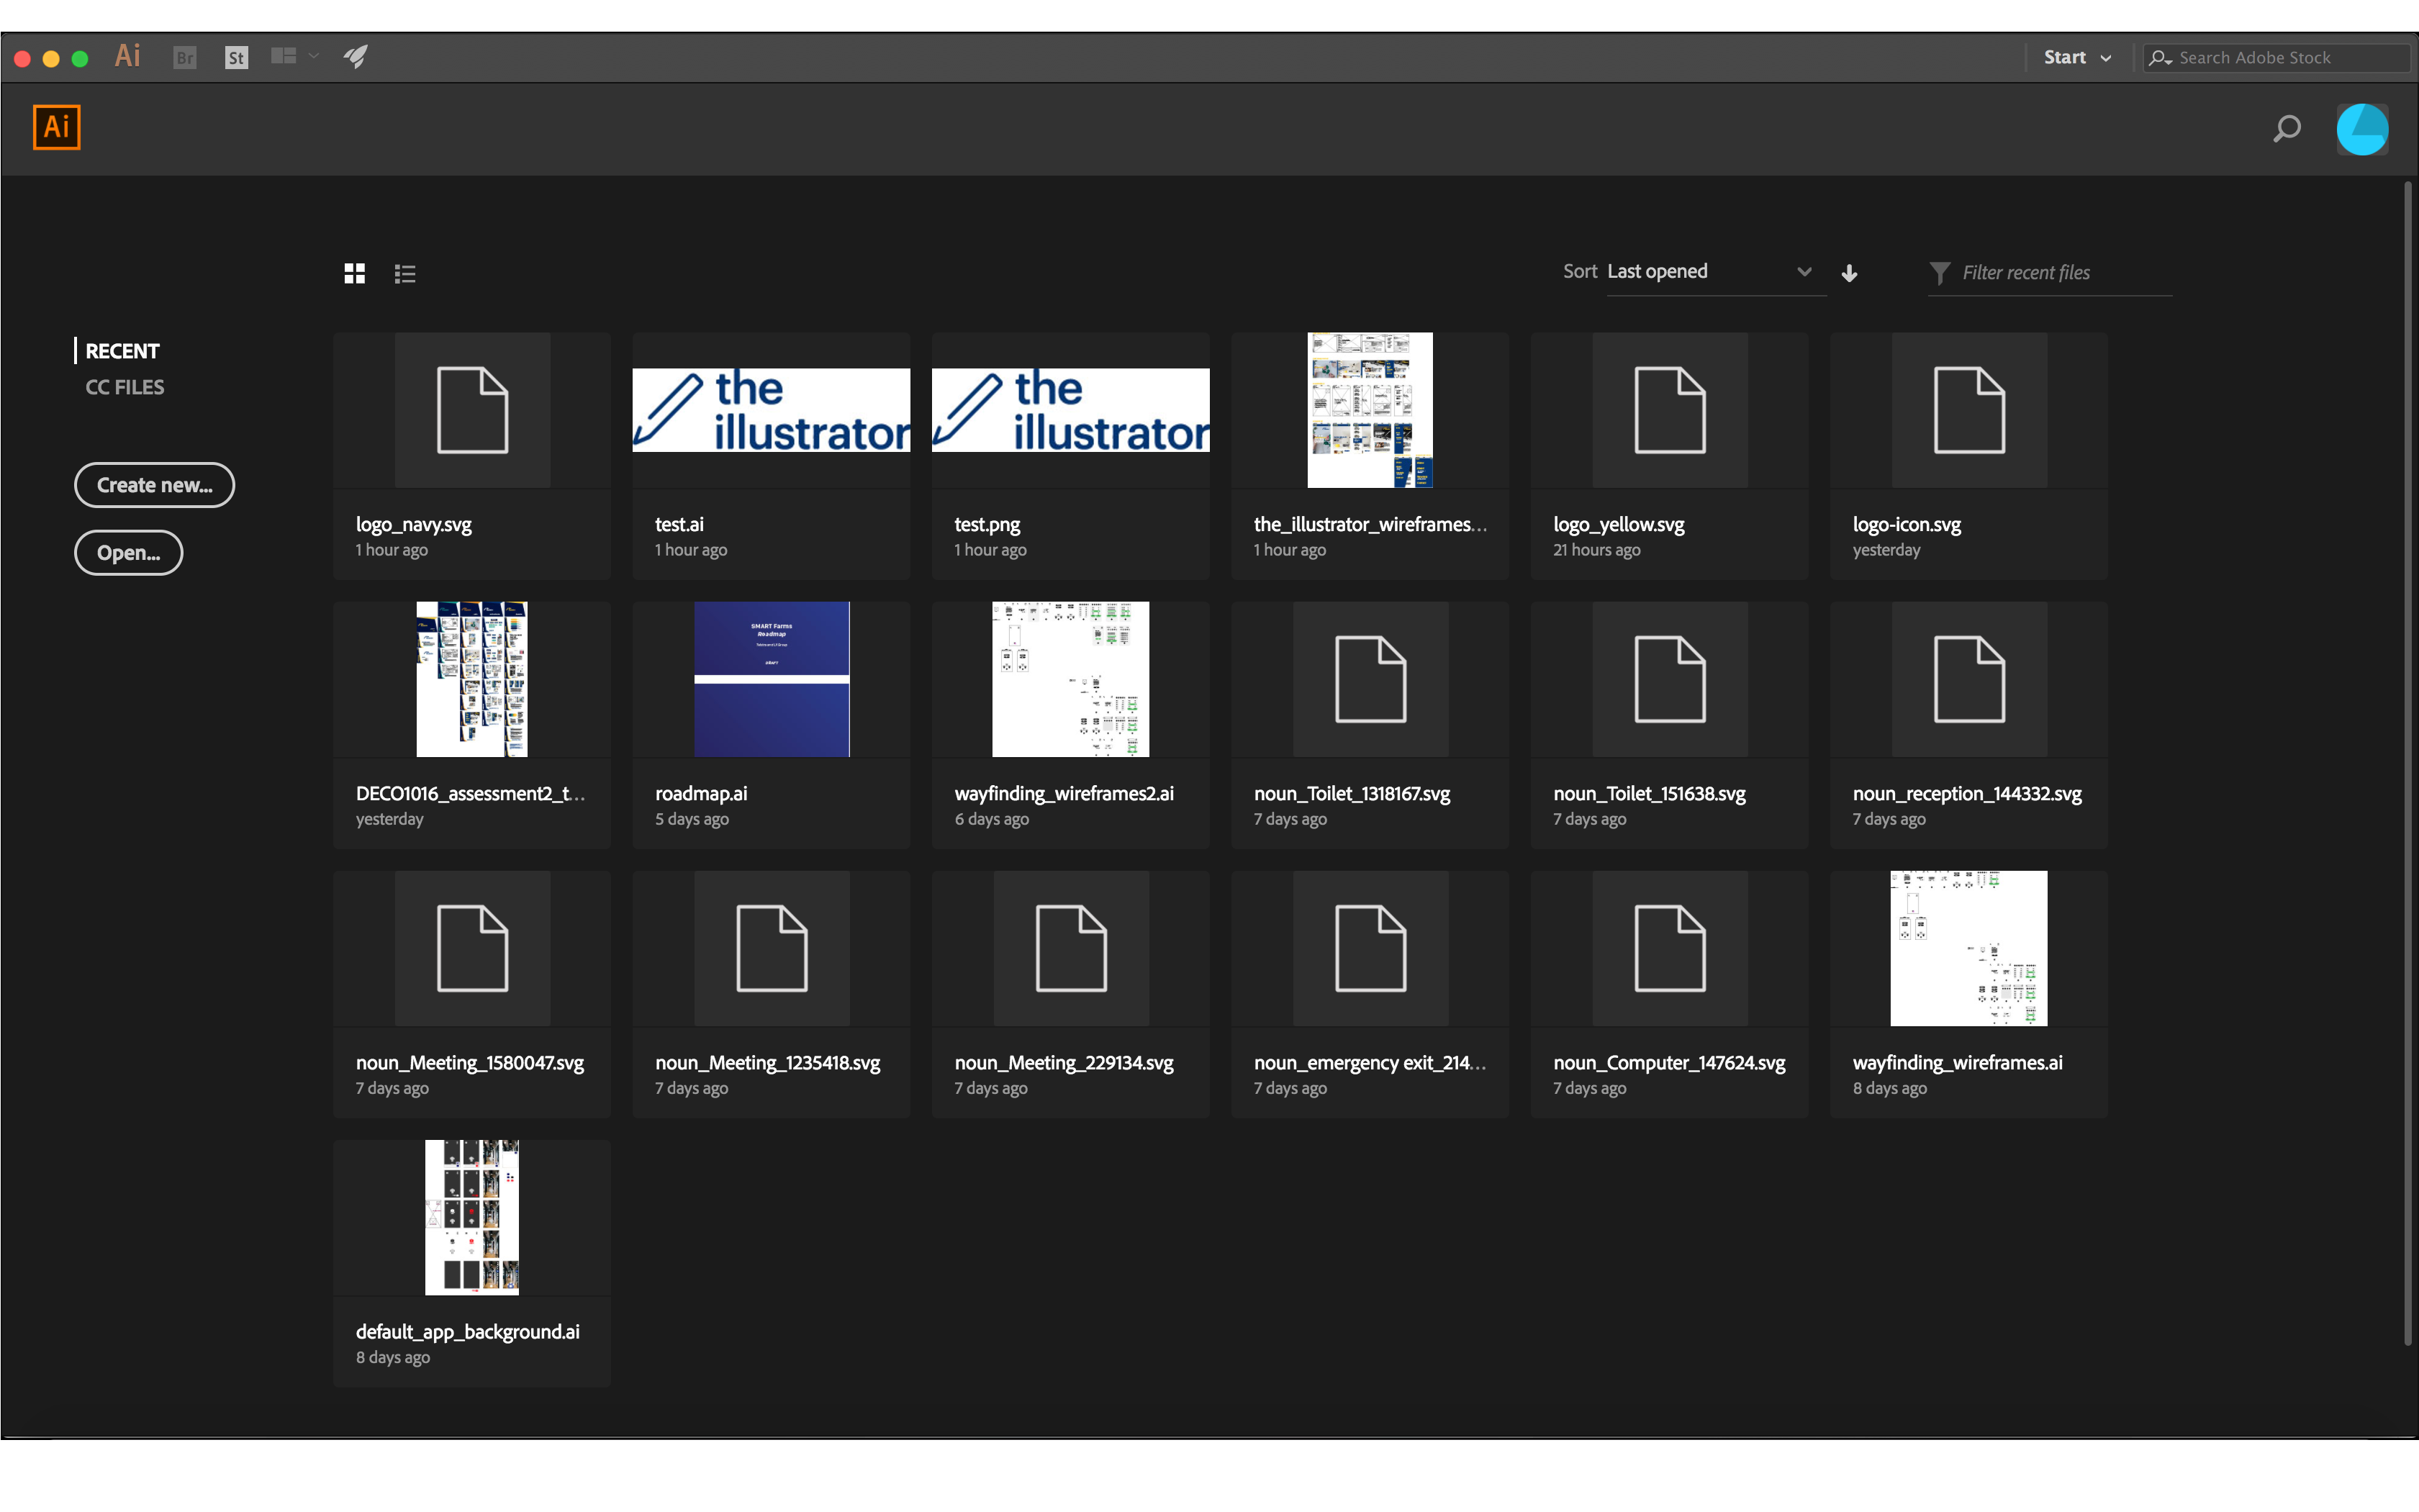 Ai Br St Start Search Adobe Stock
Ai
Sort Last opened Filter recent files
RECENT
CC FILES
Create new...
Open...
the
illustrator
the
illustrator
logo_navy.svg
1 hour ago
test.ai
1 hour ago
test.png
1 hour ago
the_illustrator_wireframes...
1 hour ago
logo_yellow.svg
21 hours ago
logo-icon.svg
yesterday
SMART Farms
Roadmap
DRAFT
DECO1016_assessment2_t...
yesterday
roadmap.ai
5 days ago
wayfinding_wireframes2.ai
6 days ago
noun_Toilet_1318167.svg
7 days ago
noun_Toilet_151638.svg
7 days ago
noun_reception_144332.svg
7 days ago
noun_Meeting_1580047.svg
7 days ago
noun_Meeting_1235418.svg
7 days ago
noun_Meeting_229134.svg
7 days ago
noun_emergency exit_214...
7 days ago
noun_Computer_147624.svg
7 days ago
wayfinding_wireframes.ai
8 days ago
default_app_background.ai
8 days ago